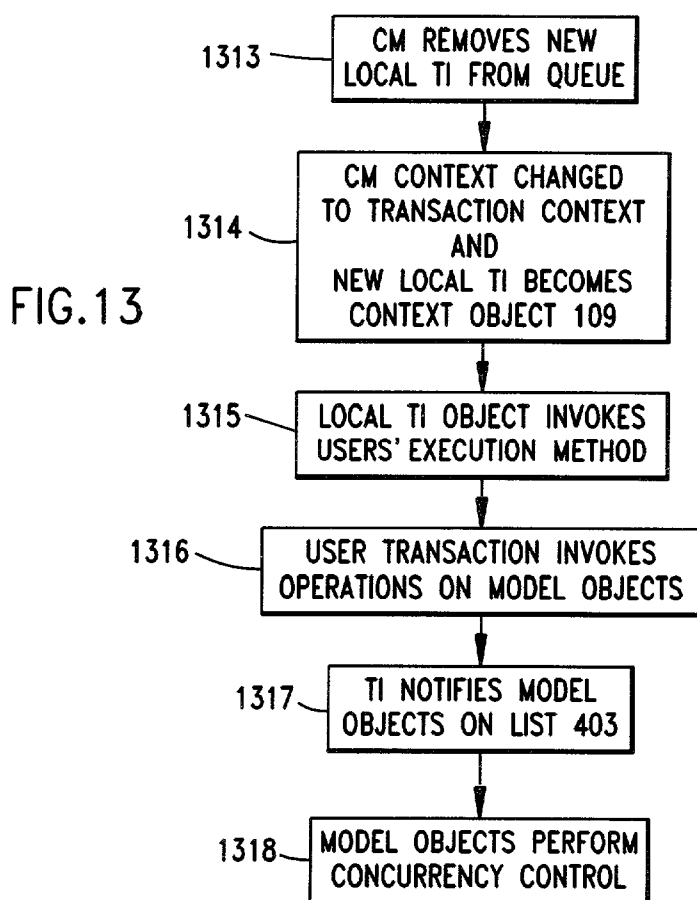 1313
CM REMOVES NEW
LOCAL TI FROM QUEUE
CM CONTEXT CHANGED
TO TRANSACTION CONTEXT
AND
NEW LOCAL TI BECOMES
CONTEXT OBJECT 109
1314
FIG.13
1315
LOCAL TI OBJECT INVOKES
USERS' EXECUTION METHOD
1316
USER TRANSACTION INVOKES
OPERATIONS ON MODEL OBJECTS
1317
TI NOTIFIES MODEL
OBJECTS ON LIST 403
1318
MODEL OBJECTS PERFORM
CONCURRENCY CONTROL